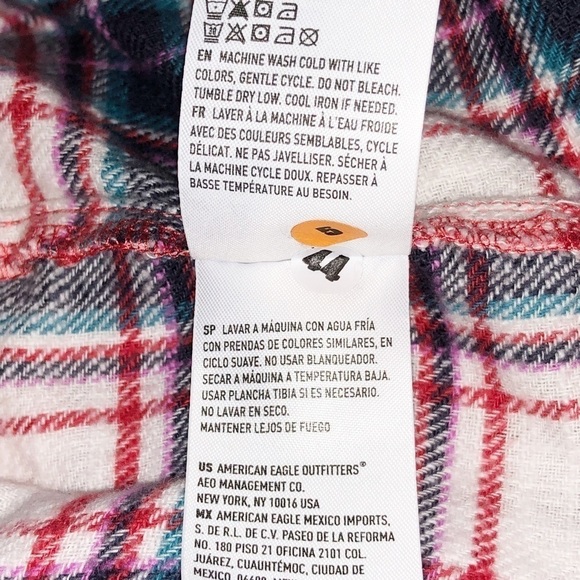 EN MACHINE WASH COLD WITH LIKE
COLORS, GENTLE CYCLE. DO NOT BLEACH.
TUMBLE DRY LOW. COOL IRON IF NEEDED.
FR LAVER À LA MACHINE À L'EAU FROIDE
AVEC DES COULEURS SEMBLABLES, CYCLE
DÉLICAT. NE PAS JAVELLISER. SÉCHER À
LA MACHINE CYCLE DOUX. REPASSER À
BASSE TEMPÉRATURE AU BESOIN.
SP LAVAR A MÁQUINA CON AGUA FRÍA
CON PRENDAS DE COLORES SIMILARES, EN
CICLO SUAVE. NO USAR BLANQUEADOR.
SECAR A MÁQUINA A TEMPERATURA BAJA.
USAR PLANCHA TIBIA SI ES NECESARIO.
NO LAVAR EN SECO.
MANTENER LEJOS DE FUEGO
US AMERICAN EAGLE OUTFITTERS®
AEO MANAGEMENT CO.
NEW YORK, NY 10016 USA
MX AMERICAN EAGLE MEXICO IMPORTS,
S. DE R.L. DE C.V. PASEO DE LA REFORMA
NO. 180 PISO 21 OFICINA 2101 COL.
JUÁREZ, CUAUHTÉMOC, CIUDAD DE